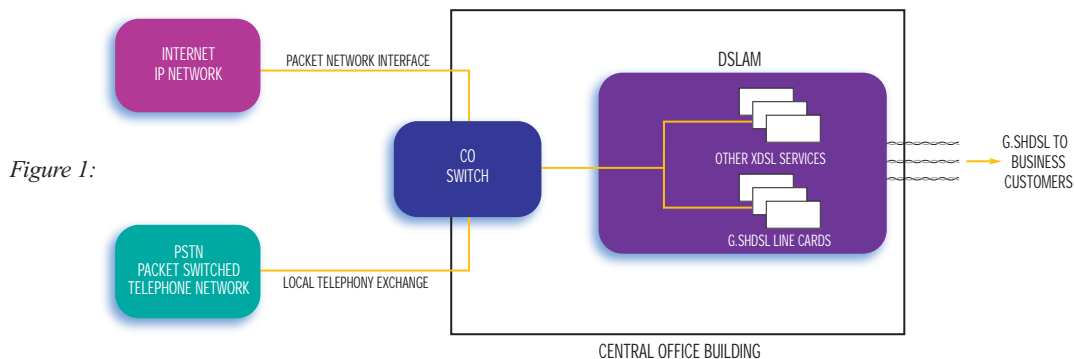 Figure 1:
INTERNET
IP NETWORK
PACKET NETWORK INTERFACE
CO
SWITCH
PSTN
PACKET SWITCHED
TELEPHONE NETWORK
LOCAL TELEPHONY EXCHANGE
DSLAM
OTHER XDSL SERVICES
G.SHDSL LINE CARDS
G.SHDSL TO
BUSINESS
CUSTOMERS
CENTRAL OFFICE BUILDING